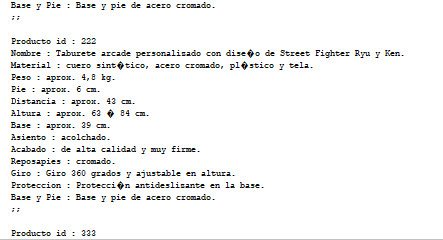 Base y Pie : Base y pie de acero cromado.
;;
Producto id : 222
Nombre : Taburete arcade personalisado con dise�o de Street Fighter Ryu y Ken.
Material : cuero sint�tico, acero cromado, pl�stico y tela.
Peso : aprox. 4,8 kg.
Pie : aprox. 6 cm.
Distancia : aprox. 43 cm.
Altura : aprox. 63 � 84 cm.
Base : aprox. 39 cm.
Asiento : acolchado.
Acabado : de alta calidad y muy firme.
Reposapies : cromado.
Giro : Giro 360 grados y ajustable en altura.
Proteccion : Protecci�n antideslisante en la base.
Base y Pie : Base y pie de acero cromado.
;;
Producto id : 333